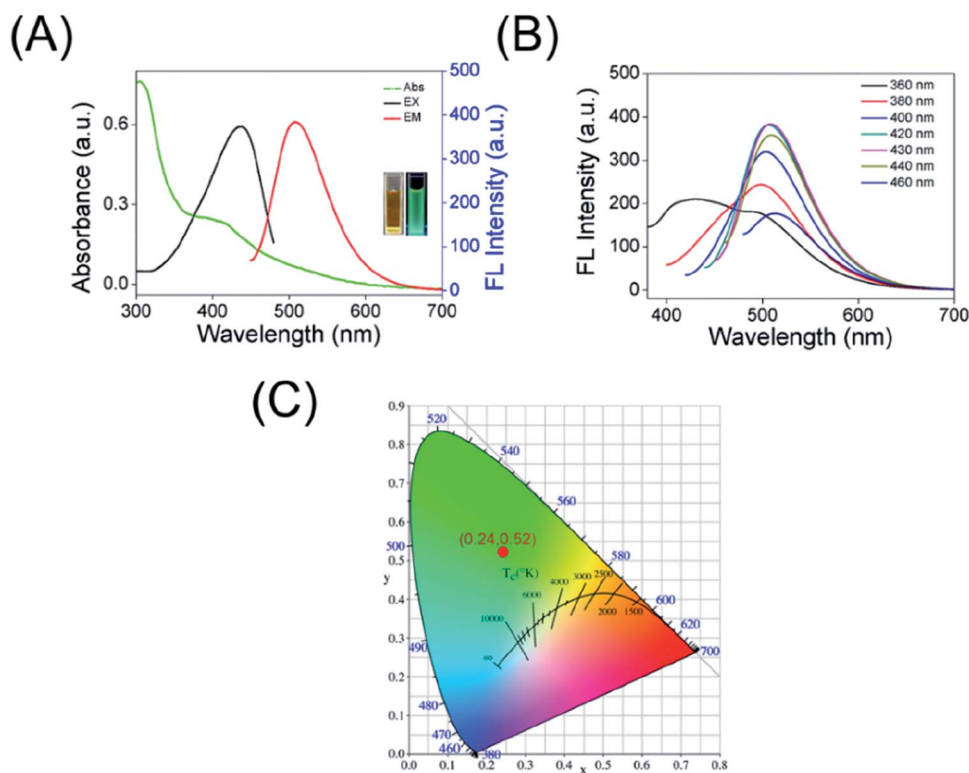 (A)
Absorbance (a.u.)
0.6
0.3
0.0
300 400 500 600 700
Wavelength (nm)
500
400
300
200
100
0
FL Intensity (a.u.)
Abs
EX
EM
(B)
FL Intensity (a.u.)
500
400
300
200
100
0
400 500 600 700
Wavelength (nm)
360 nm
380 nm
400 nm
420 nm
430 nm
440 nm
460 nm
(C)
0.9
0.8
0.7
0.6
0.5
y
0.4
0.3
0.2
0.1
0.0
0.0 0.1 0.2 0.3 0.4 0.5 0.6 0.7 0.8
x
520
540
560
500
580
600
620
490
700
480
470
460
380
(0.24,0.52)
Tc(°K)
∞
10000
6000
4000
3000
2500
2000
1500